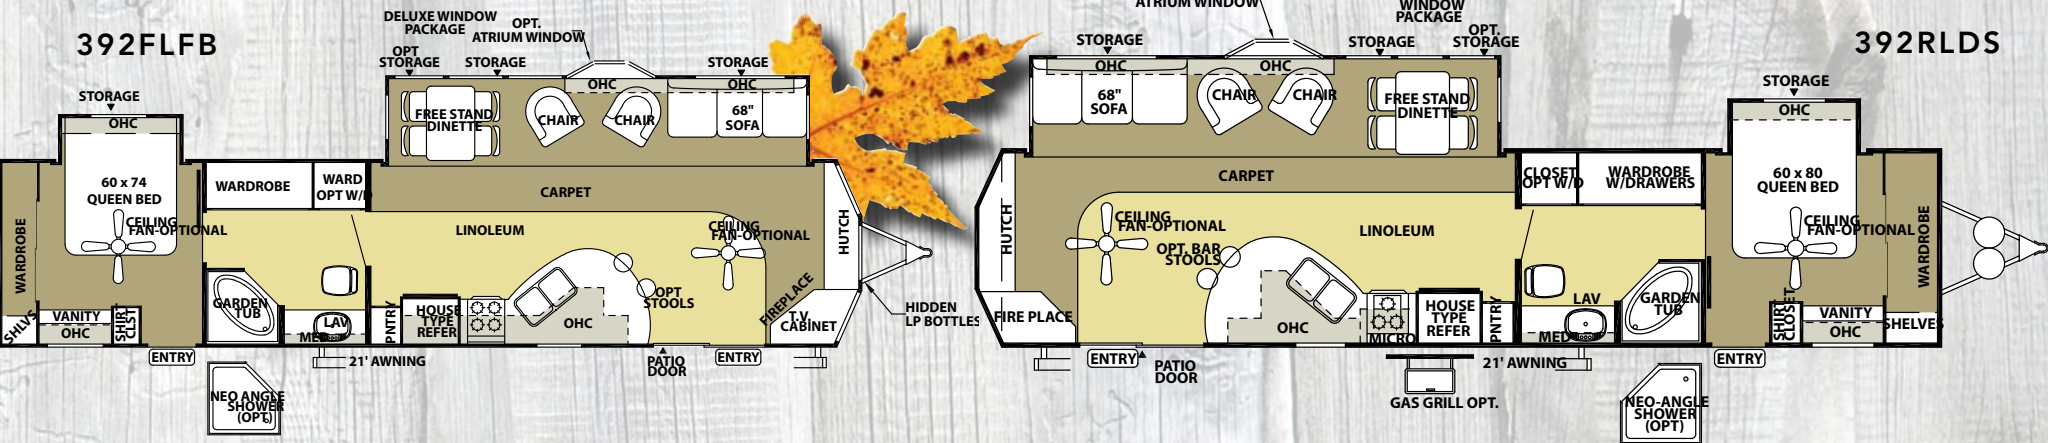 392FLFB
DELUXE WINDOW
PACKAGE
OPT.
ATRIUM WINDOW
OPT
STORAGE
STORAGE
STORAGE
STORAGE
OHC
OHC
OHC
FREE STAND
DINETTE
CHAIR
CHAIR
68"
SOFA
60 x 74
QUEEN BED
WARDROBE
WARD
OPT W/D
CARPET
WARDROBE
CEILING
FAN-OPTIONAL
LINOLEUM
CEILING
FAN-OPTIONAL
HUTCH
GARDEN
TUB
LAV
MED
PNTRY
HOUSE
TYPE
REFER
OHC
OPT
STOOLS
FIREPLACE
T.V.
CABINET
HIDDEN
LP BOTTLES
SHLVS
VANITY
OHC
SHIRT
CLST
ENTRY
21' AWNING
PATIO
DOOR
ENTRY
NEO ANGLE
SHOWER
(OPT.)
392RLDS
ATRIUM WINDOW
WINDOW
PACKAGE
STORAGE
STORAGE
OPT.
STORAGE
STORAGE
OHC
OHC
OHC
68"
SOFA
CHAIR
CHAIR
FREE STAND
DINETTE
CARPET
CLOSET
OPT W/D
WARDROBE
W/DRAWERS
60 x 80
QUEEN BED
HUTCH
CEILING
FAN-OPTIONAL
OPT. BAR
STOOLS
LINOLEUM
CEILING
FAN-OPTIONAL
WARDROBE
FIRE PLACE
OHC
MICRO
HOUSE
TYPE
REFER
PNTRY
LAV
MED
GARDEN
TUB
SHIRT
CLOSET
VANITY
OHC
SHELVES
ENTRY
PATIO
DOOR
21' AWNING
ENTRY
GAS GRILL OPT.
NEO-ANGLE
SHOWER
(OPT)